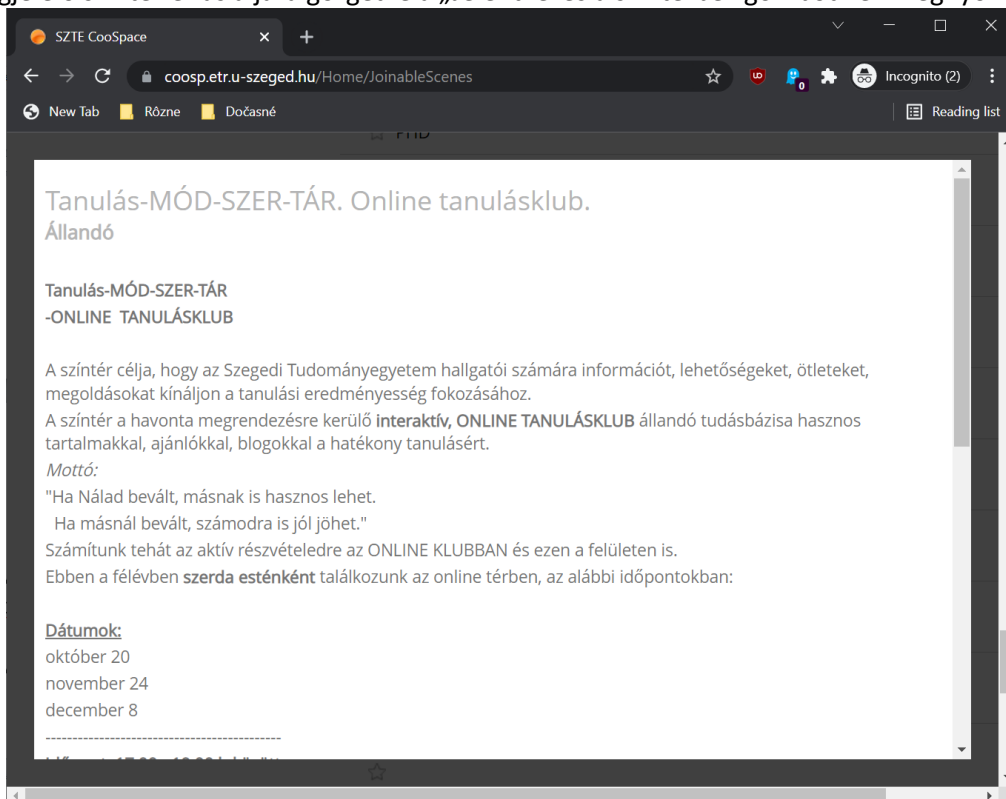 SZTE CooSpace
coosp.etr.u-szeged.hu/Home/JoinableScenes
Incognito (2)
0
New Tab Rôzne Dočasné Reading list
Tanulás-MÓD-SZER-TÁR. Online tanulásklub.
Állandó
Tanulás-MÓD-SZER-TÁR
-ONLINE TANULÁSKLUB
A színtér célja, hogy az Szegedi Tudományegyetem hallgatói számára információt, lehetőségeket, ötleteket,
megoldásokat kínáljon a tanulási eredményesség fokozásához.
A színtér a havonta megrendezésre kerülő interaktív, ONLINE TANULÁSKLUB állandó tudásbázisa hasznos
tartalmakkal, ajánlókkal, blogokkal a hatékony tanulásért.
Mottó:
"Ha Nálad bevált, másnak is hasznos lehet.
Ha másnál bevált, számodra is jól jöhet."
Számítunk tehát az aktív részvételedre az ONLINE KLUBBAN és ezen a felületen is.
Ebben a félévben szerda esténként találkozunk az online térben, az alábbi időpontokban:
Dátumok:
október 20
november 24
december 8
-------------------------------------------